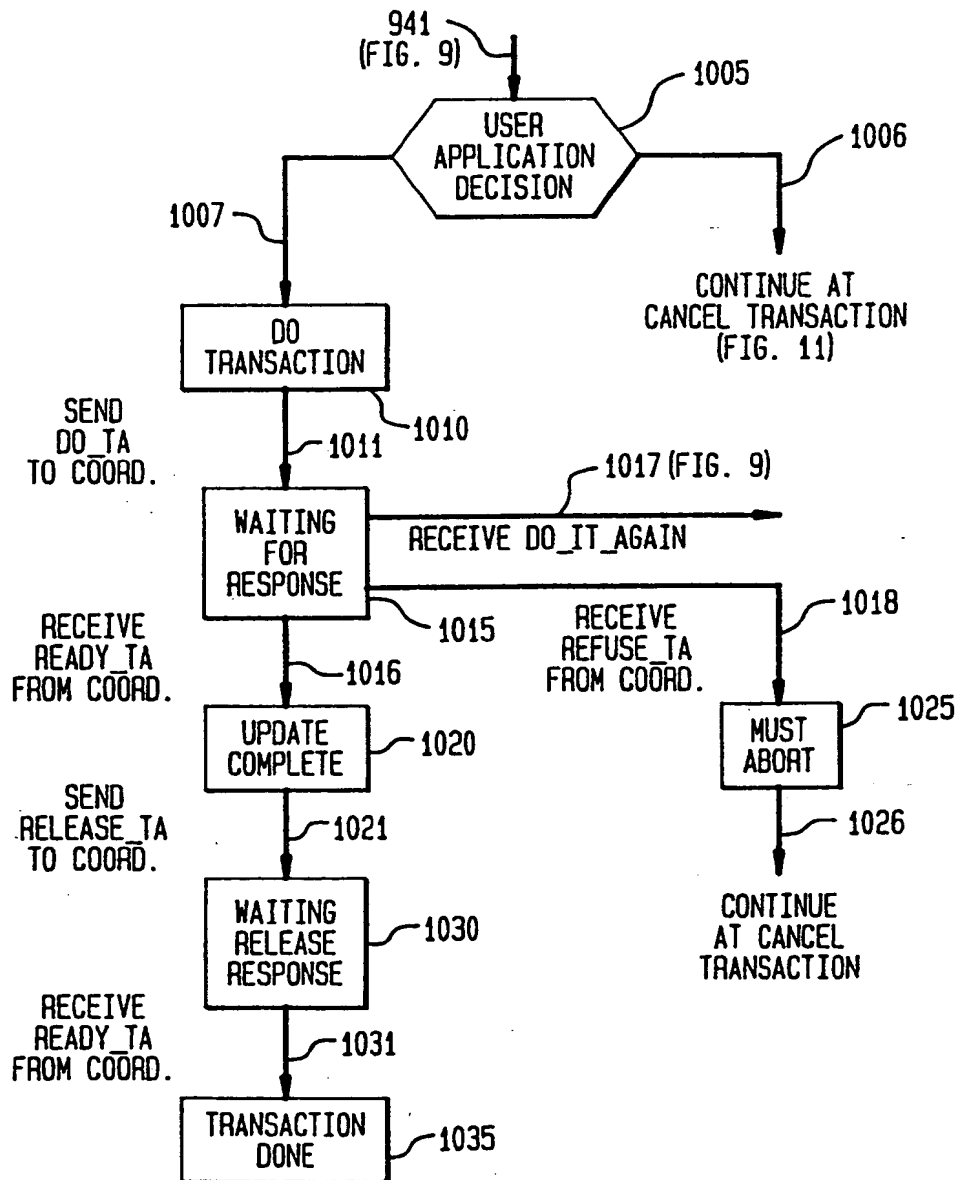 941
(FIG. 9)
1005
USER
APPLICATION
DECISION
1006
1007
CONTINUE AT
CANCEL TRANSACTION
(FIG. 11)
DO
TRANSACTION
1010
SEND
DO_TA
TO COORD.
1011
1017 (FIG. 9)
WAITING
FOR
RESPONSE
RECEIVE DO_IT_AGAIN
1015
1018
RECEIVE
READY_TA
FROM COORD.
1016
RECEIVE
REFUSE_TA
FROM COORD.
UPDATE
COMPLETE
1020
MUST
ABORT
1025
SEND
RELEASE_TA
TO COORD.
1021
1026
WAITING
RELEASE
RESPONSE
1030
CONTINUE
AT CANCEL
TRANSACTION
RECEIVE
READY_TA
FROM COORD.
1031
TRANSACTION
DONE
1035